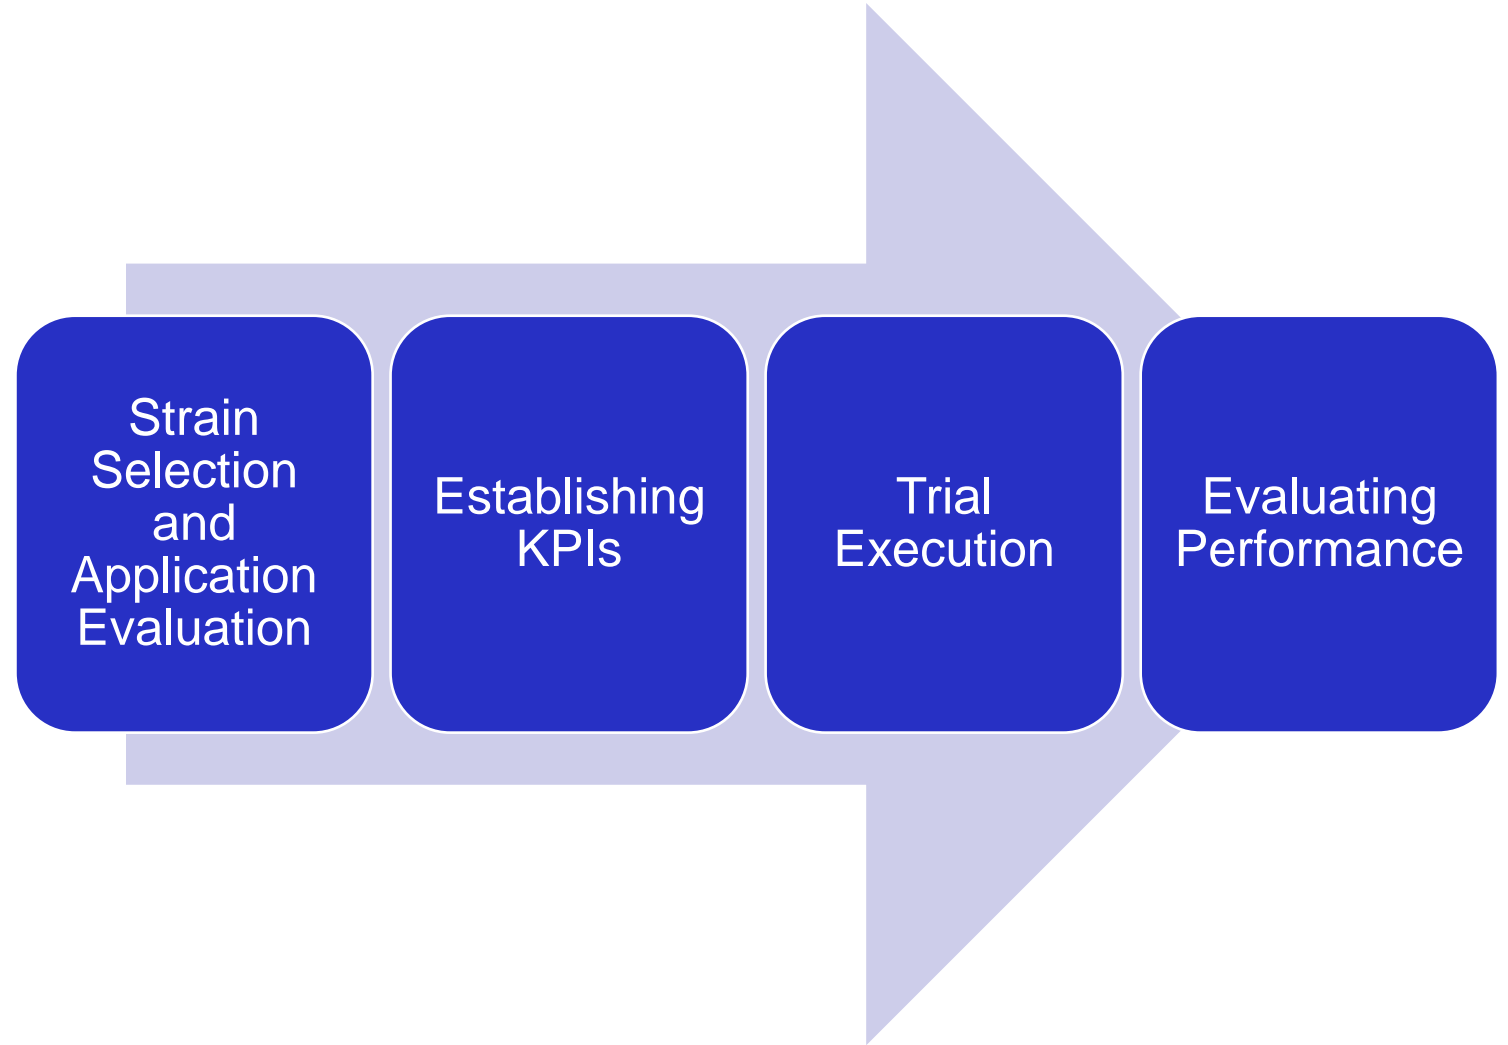 Strain
Selection
and
Application
Evaluation
Establishing
KPIs
Trial
Execution
Evaluating
Performance